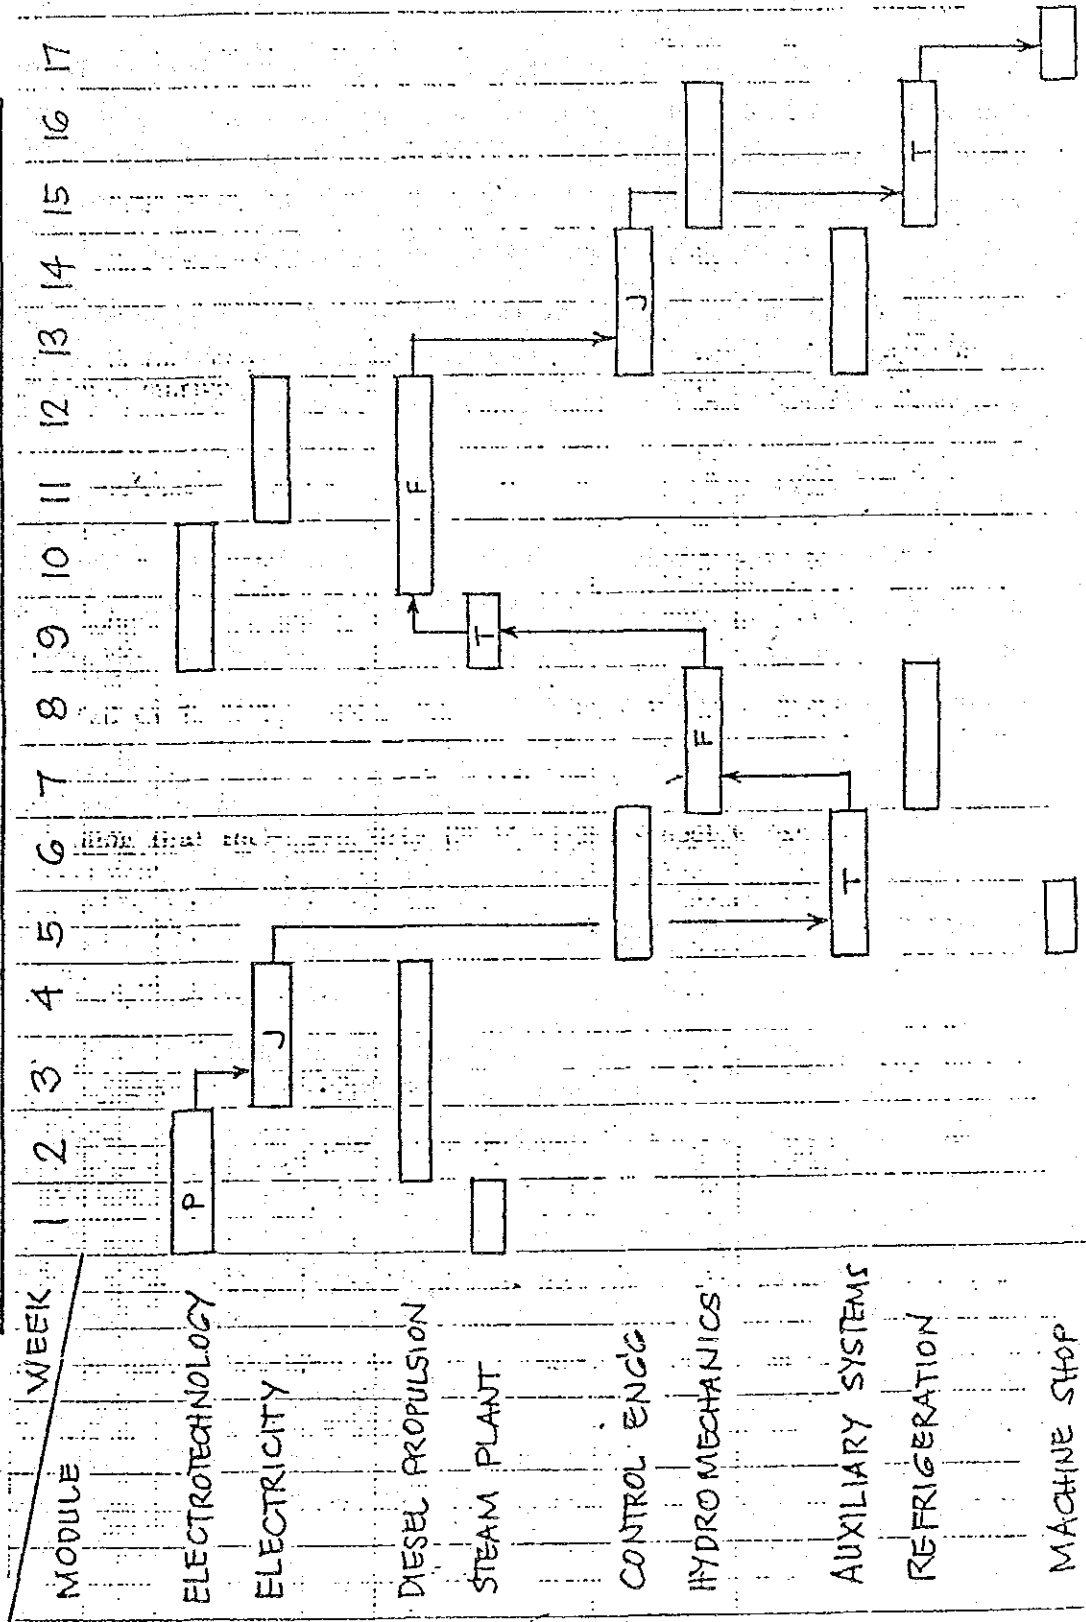 WEEK 1 2 3 4 5 6 7 8 9 10 11 12 13 14 15 16 17
MODULE
ELECTROTECHNOLOGY P
ELECTRICITY J
DIESEL PROPULSION F
STEAM PLANT T
CONTROL ENG'G J
HYDROMECHANICS F
AUXILIARY SYSTEMS T
REFRIGERATION T
MACHINE SHOP